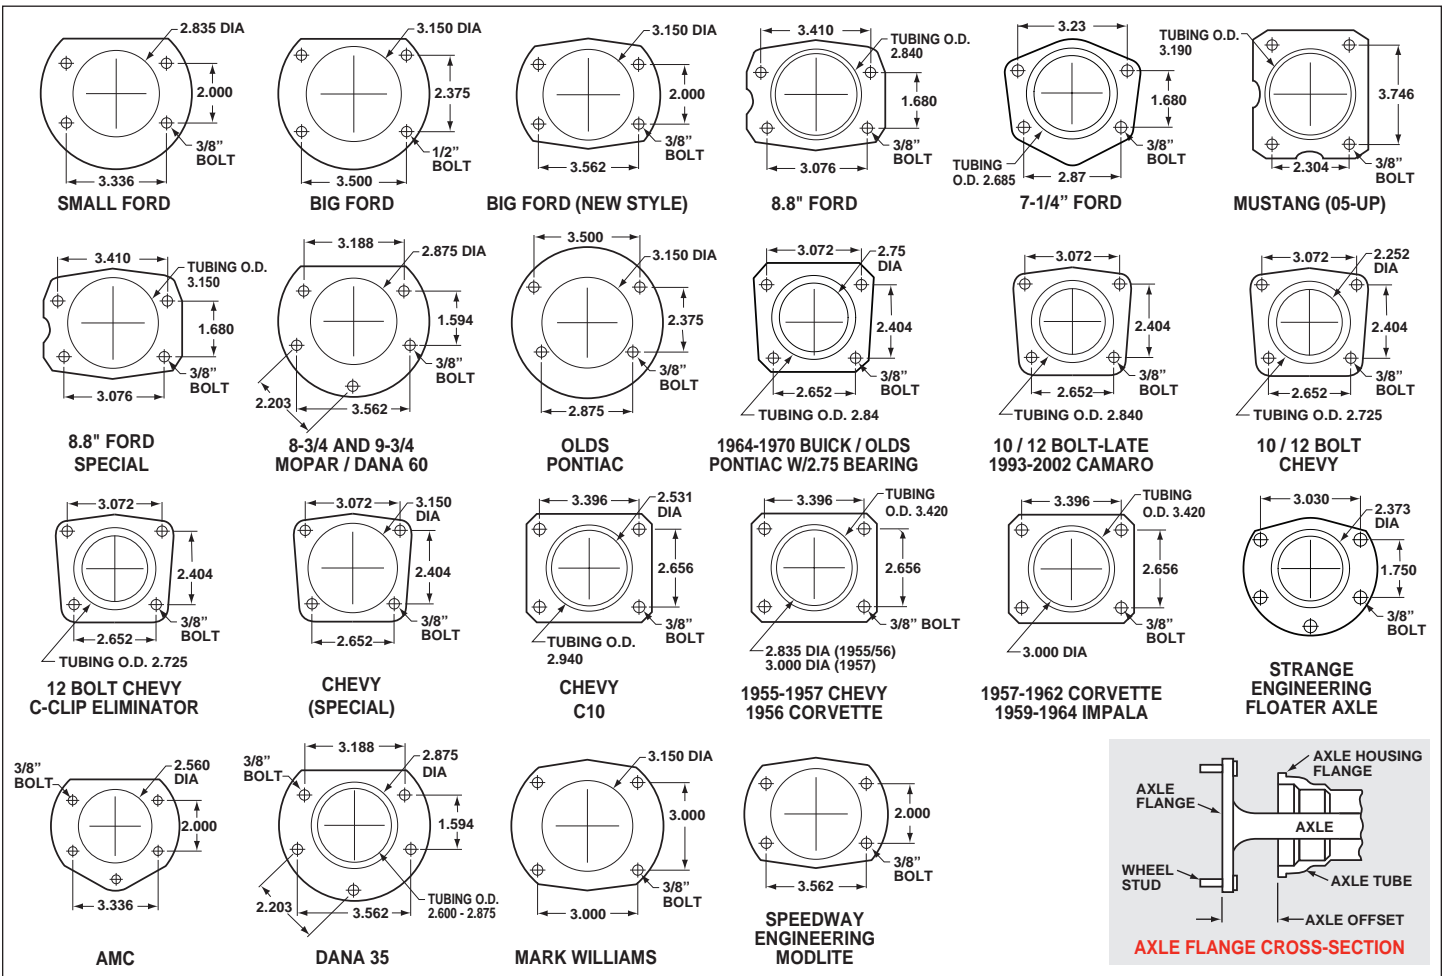 2.835 DIA
2.000
3/8”
BOLT
3.336
SMALL FORD
3.150 DIA
2.375
1/2”
BOLT
3.500
BIG FORD
3.150 DIA
2.000
3/8”
BOLT
3.562
BIG FORD (NEW STYLE)
3.410
TUBING O.D.
2.840
1.680
3/8”
BOLT
3.076
8.8" FORD
3.23
1.680
3/8”
BOLT
TUBING
O.D. 2.685
2.87
7-1/4” FORD
TUBING O.D.
3.190
3.746
3/8”
BOLT
2.304
MUSTANG (05-UP)
3.410
TUBING O.D.
3.150
1.680
3/8”
BOLT
3.076
8.8" FORD
SPECIAL
3.188
2.875 DIA
1.594
3/8”
BOLT
2.203
3.562
8-3/4 AND 9-3/4
MOPAR / DANA 60
3.500
3.150 DIA
2.375
3/8”
BOLT
2.875
OLDS
PONTIAC
3.072
2.75
DIA
2.404
3/8”
BOLT
2.652
TUBING O.D. 2.84
1964-1970 BUICK / OLDS
PONTIAC W/2.75 BEARING
3.072
2.404
3/8”
BOLT
2.652
TUBING O.D. 2.840
10 / 12 BOLT-LATE
1993-2002 CAMARO
3.072
2.252
DIA
2.404
3/8”
BOLT
2.652
TUBING O.D. 2.725
10 / 12 BOLT
CHEVY
3.072
2.404
3/8”
BOLT
2.652
TUBING O.D. 2.725
12 BOLT CHEVY
C-CLIP ELIMINATOR
3.072
3.150
DIA
2.404
3/8”
BOLT
2.652
CHEVY
(SPECIAL)
3.396
2.531
DIA
2.656
3/8”
BOLT
TUBING O.D.
2.940
CHEVY
C10
3.396
TUBING
O.D. 3.420
2.656
3/8” BOLT
2.835 DIA (1955/56)
3.000 DIA (1957)
1955-1957 CHEVY
1956 CORVETTE
3.396
TUBING
O.D. 3.420
2.656
3/8”
BOLT
3.000 DIA
1957-1962 CORVETTE
1959-1964 IMPALA
3.030
2.373
DIA
1.750
3/8”
BOLT
STRANGE
ENGINEERING
FLOATER AXLE
3/8”
BOLT
2.560
DIA
2.000
3.336
AMC
3/8”
BOLT
3.188
2.875
DIA
1.594
2.203
3.562
TUBING O.D.
2.600 - 2.875
DANA 35
3.150 DIA
3.000
3/8”
BOLT
3.000
MARK WILLIAMS
2.000
3/8”
BOLT
3.562
SPEEDWAY
ENGINEERING
MODLITE
AXLE HOUSING
FLANGE
AXLE
FLANGE
AXLE
WHEEL
STUD
AXLE TUBE
AXLE OFFSET
AXLE FLANGE CROSS-SECTION